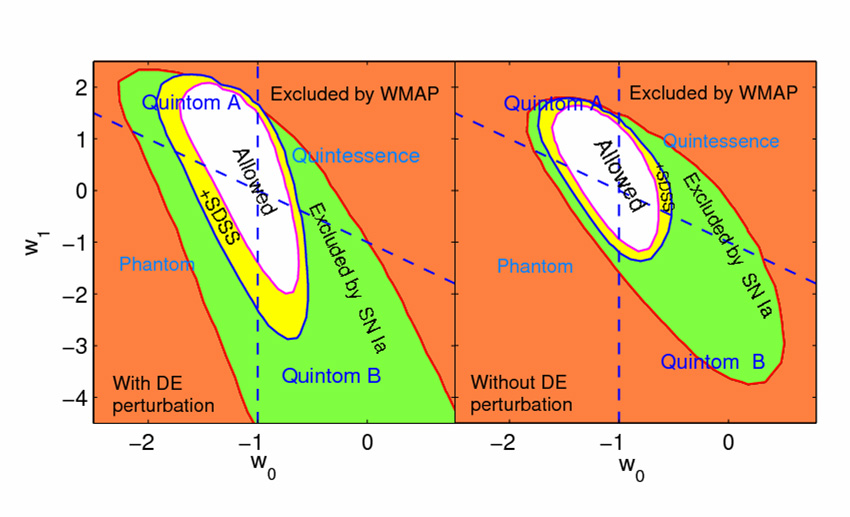 2
1
0
−1
−2
−3
−4
w1
Quintom A
Excluded by WMAP
Quintessence
Allowed
+SDSS
Excluded by SN Ia
Phantom
Quintom B
With DE
perturbation
−2
−1
0
w0
Quintom A
Excluded by WMAP
Quintessence
Allowed
+SDSS
Excluded by SN Ia
Phantom
Quintom B
Without DE
perturbation
−2
−1
0
w0